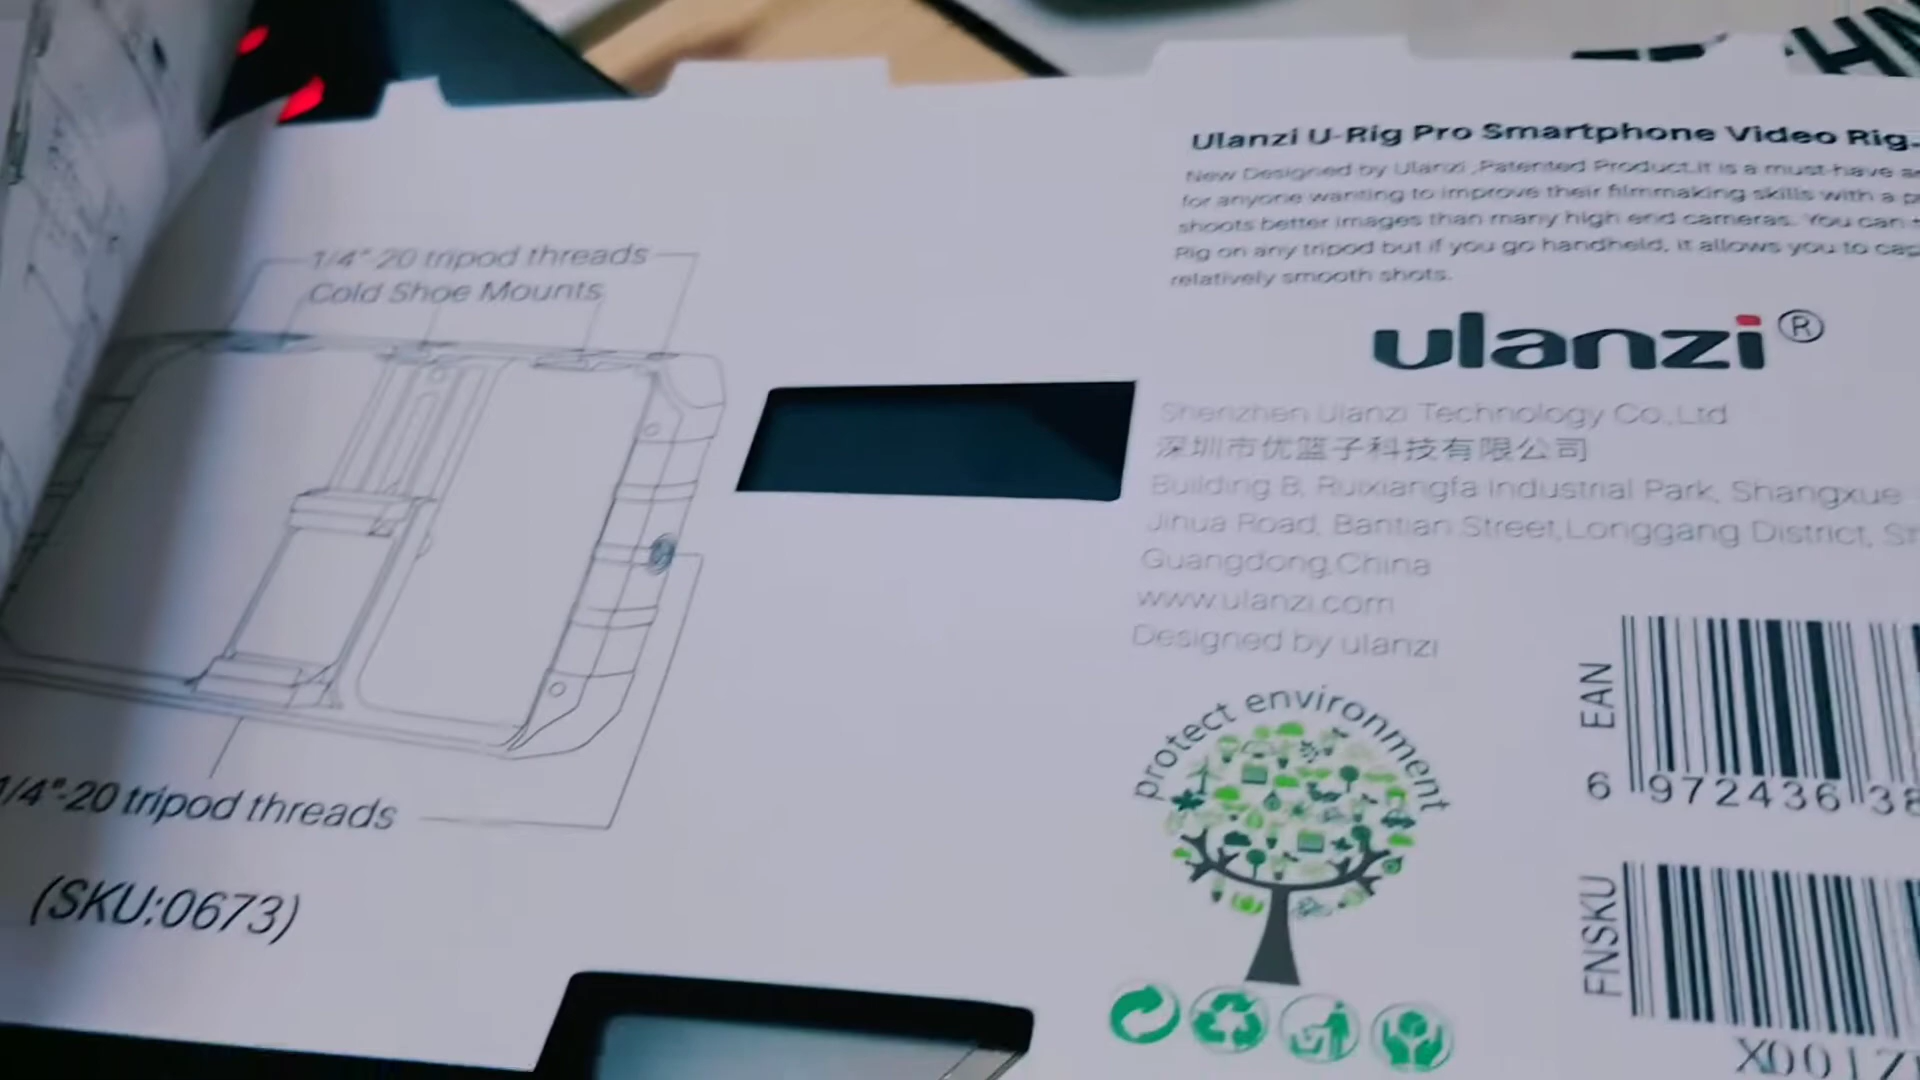 1/4"-20 tripod threads
Cold Shoe Mounts
1/4"-20 tripod threads
(SKU:0673)
Ulanzi U-Rig Pro Smartphone Video Rig
New Designed by Ulanzi ,Patented Product.It is a must-have
for anyone wanting to improve their filmmaking skills with a
shoots better images than many high end cameras. You can
Rig on any tripod but if you go handheld, it allows you to
relatively smooth shots.
ulanzi®
Shenzhen Ulanzi Technology Co.,Ltd
深圳市优篮子科技有限公司
Building B, Ruixiangfa Industrial Park, Shangxue
Jihua Road, Bantian Street,Longgang District,
Guangdong,China
www.ulanzi.com
Designed by ulanzi
protect environment
EAN
6 972436 38
FNSKU
X001Z